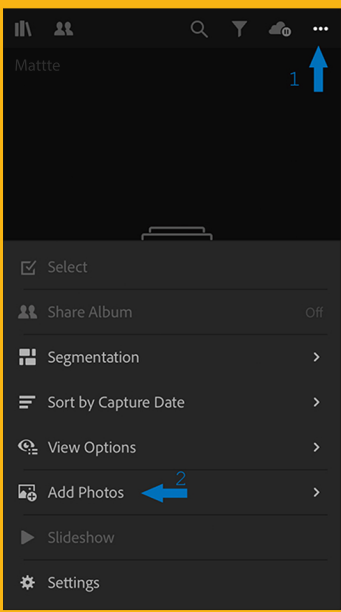 Mattte
1
Select
Share Album Off
Segmentation
Sort by Capture Date
View Options
2
Add Photos
Slideshow
Settings